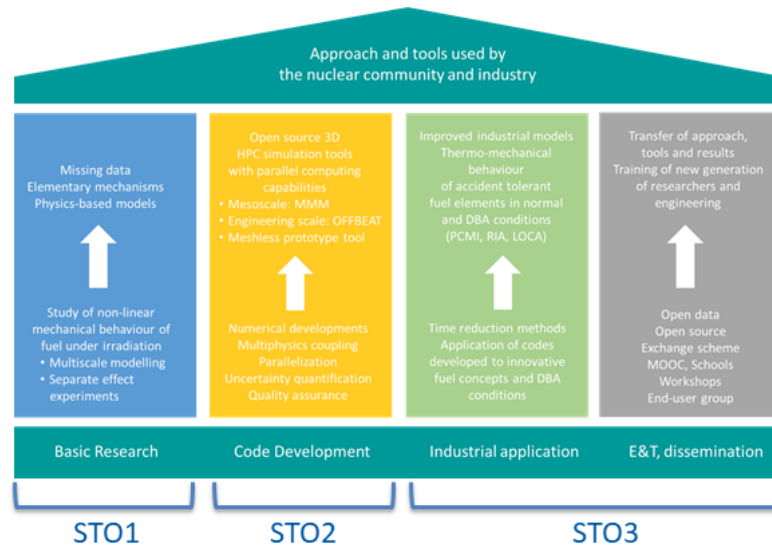 Approach and tools used by
the nuclear community and industry
Missing data
Elementary mechanisms
Physics-based models
Study of non-linear
mechanical behaviour of
fuel under irradiation
• Multiscale modelling
• Separate effect
experiments
Basic Research
Open source 3D
HPC simulation tools
with parallel computing
capabilities
• Mesoscale: MMM
• Engineering scale: OFFBEAT
• Meshless prototype tool
Numerical developments
Multiphysics coupling
Parallelization
Uncertainty quantification
Quality assurance
Code Development
Improved industrial models
Thermo-mechanical
behaviour
of accident tolerant
fuel elements in normal
and DBA conditions
(PCMI, RIA, LOCA)
Time reduction methods
Application of codes
developed to innovative
fuel concepts and DBA
conditions
Industrial application
Transfer of approach,
tools and results
Training of new generation
of researchers and
engineering
Open data
Open source
Exchange scheme
MOOC, Schools
Workshops
End-user group
E&T, dissemination
STO1
STO2
STO3